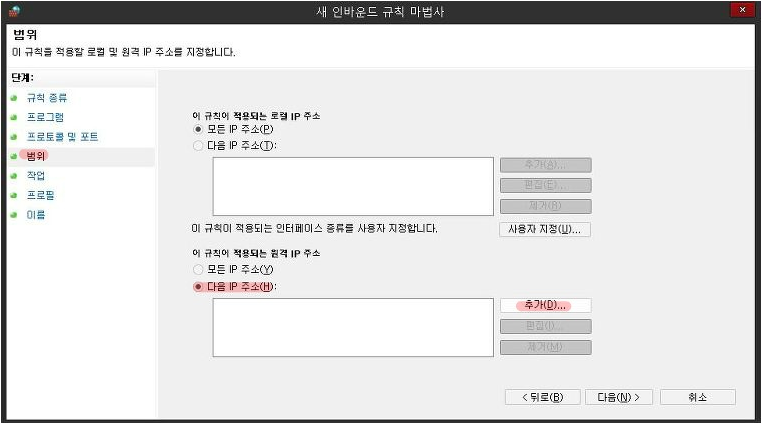 새 인바운드 규칙 마법사
범위
이 규칙을 적용할 로컬 및 원격 IP 주소를 지정합니다.
단계:
규칙 종류
프로그램
프로토콜 및 포트
범위
작업
프로필
이름
이 규칙이 적용되는 로컬 IP 주소
모든 IP 주소(P)
다음 IP 주소(T):
추가(A)...
편집(E)...
제거(R)
이 규칙이 적용되는 인터페이스 종류를 사용자 지정합니다.
사용자 지정(U)...
이 규칙이 적용되는 원격 IP 주소
모든 IP 주소(Y)
다음 IP 주소(H):
추가(D)...
편집(I)...
제거(M)
< 뒤로(B)
다음(N) >
취소